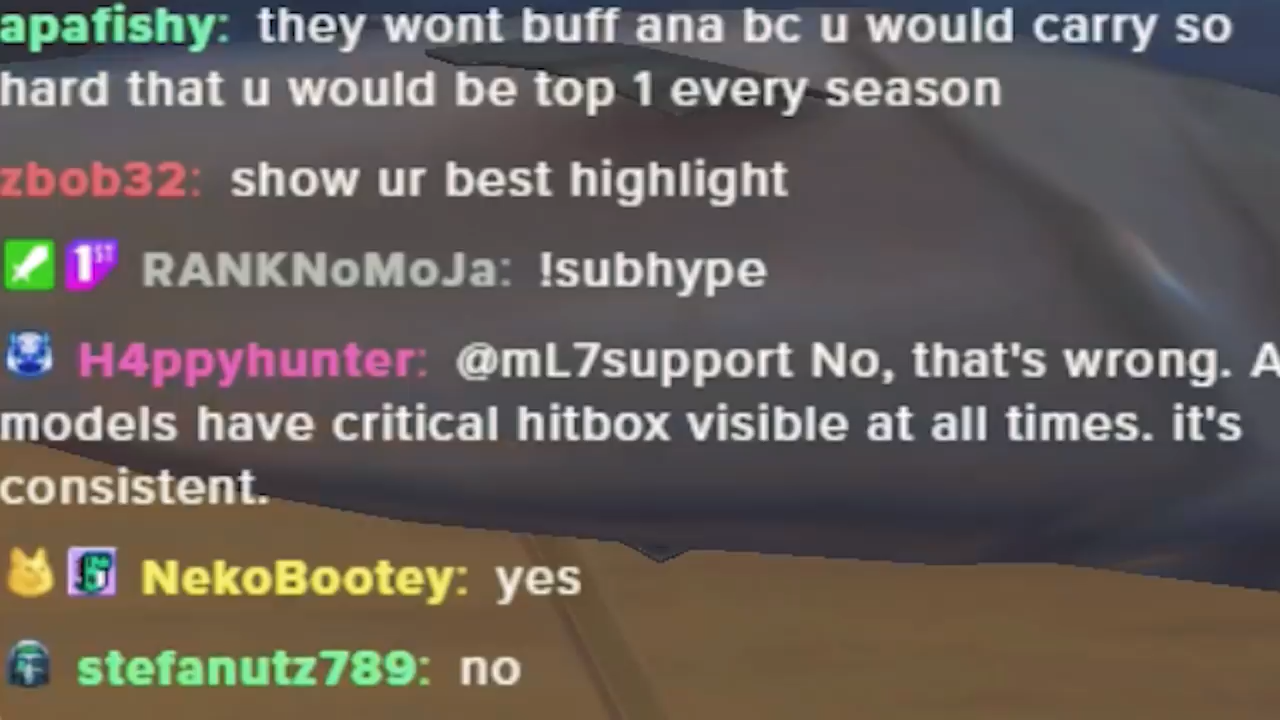 apafishy: they wont buff ana bc u would carry so
hard that u would be top 1 every season
zbob32: show ur best highlight
1ST RANKNoMoJa: !subhype
H4ppyhunter: @mL7support No, that's wrong. A
models have critical hitbox visible at all times. it's
consistent.
NekoBootey: yes
stefanutz789: no